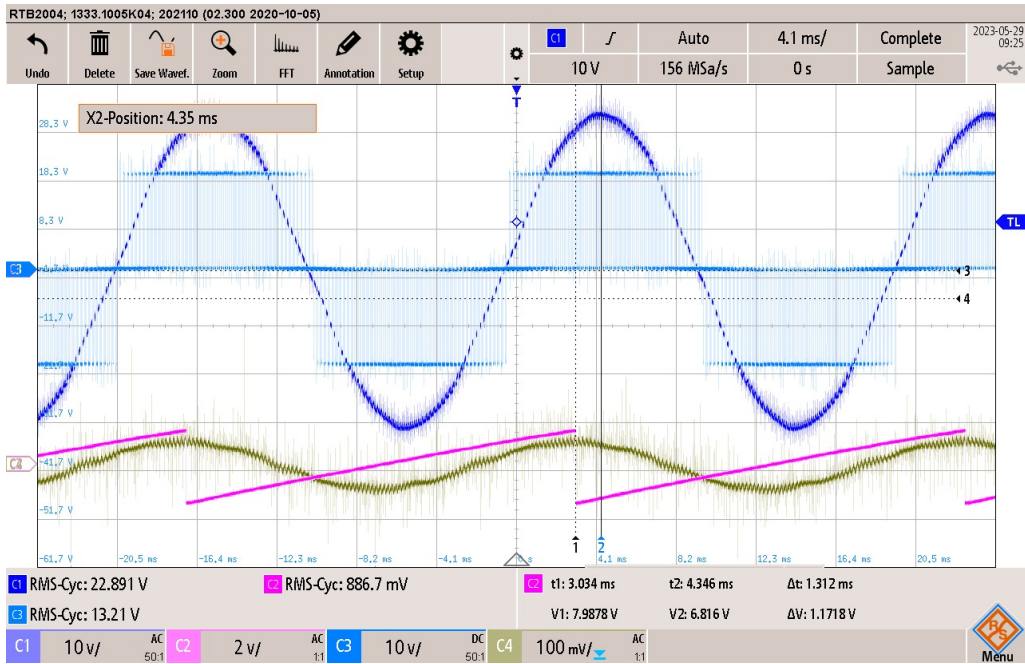 RTB2004; 1333.1005K04; 202110 (02.300 2020-10-05)
Undo Delete Save Wavef. Zoom FFT Annotation Setup
C1 Auto 4.1 ms/ Complete
10 V 156 MSa/s 0 s Sample
2023-05-29
09:25
T
X2-Position: 4.35 ms
28.3 V
18.3 V
8.3 V
TL
C3
3
4
-11.7 V
-41.7 V
-51.7 V
1 2
-61.7 V -20.5 ms -16.4 ms -12.3 ms -8.2 ms -4.1 ms 4.1 ms 8.2 ms 12.3 ms 16.4 ms 20.5 ms
C1 RMS-Cyc: 22.891 V C2 RMS-Cyc: 886.7 mV C2 t1: 3.034 ms t2: 4.346 ms Δt: 1.312 ms
C3 RMS-Cyc: 13.21 V V1: 7.9878 V V2: 6.816 V ΔV: 1.1718 V
C1 10 V/ AC 50:1 C2 2 V/ AC 1:1 C3 10 V/ DC 50:1 C4 100 mV/ AC 1:1
R&S
Menu